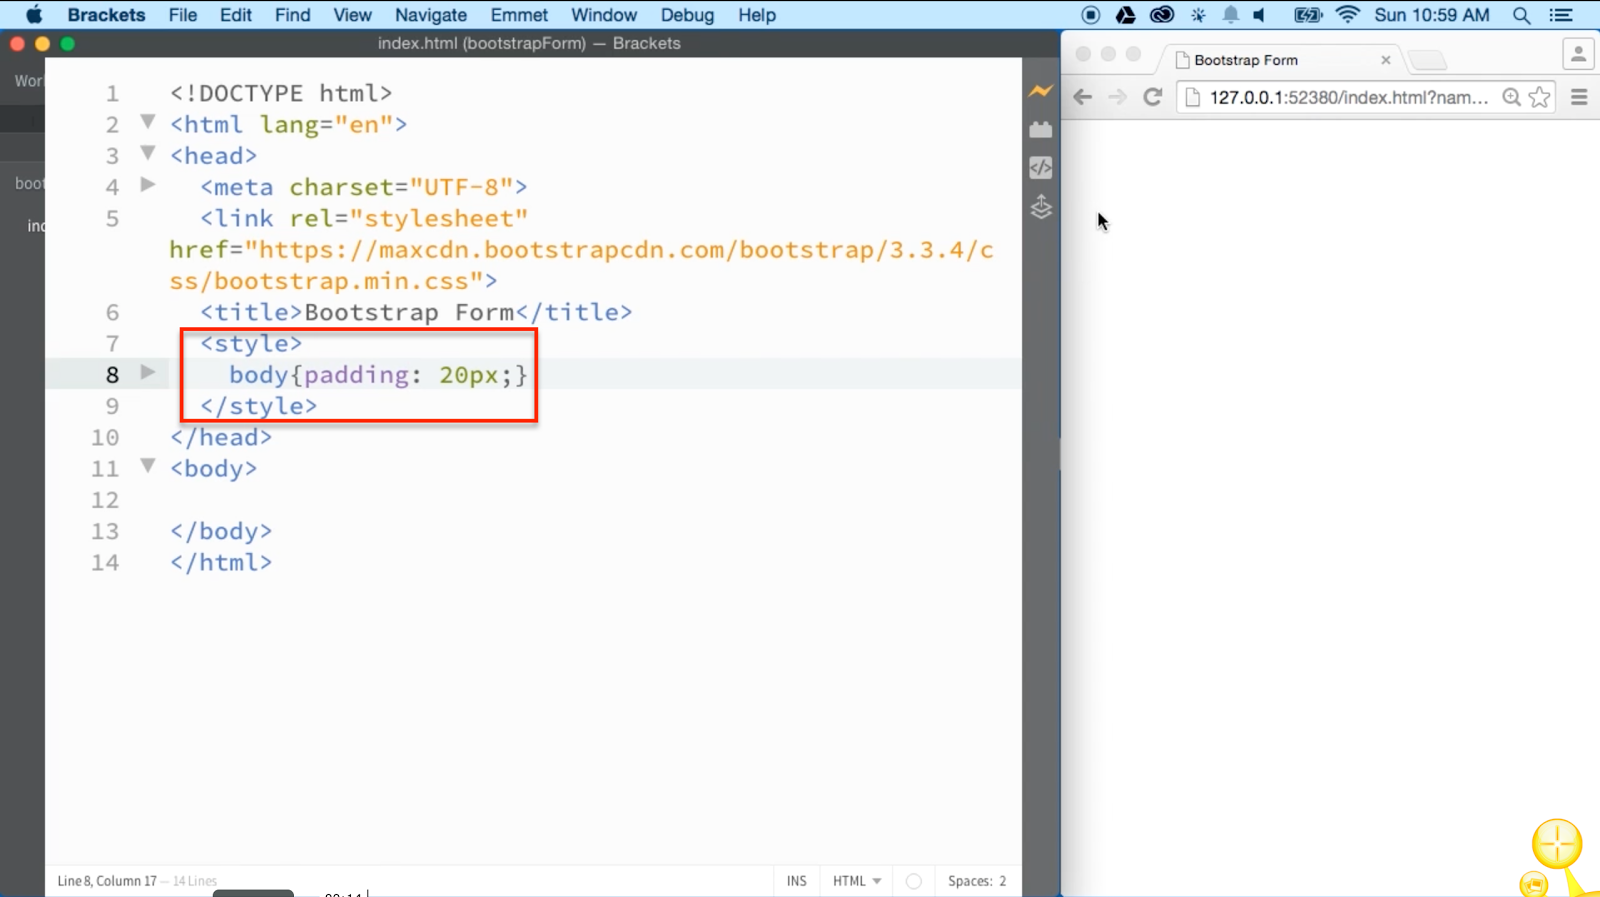 Brackets File Edit Find View Navigate Emmet Window Debug Help Sun 10:59 AM
index.html (bootstrapForm) — Brackets
Bootstrap Form
127.0.0.1:52380/index.html?nam...
1 <!DOCTYPE html>
2 <html lang="en">
3 <head>
4 <meta charset="UTF-8">
5 <link rel="stylesheet"
href="https://maxcdn.bootstrapcdn.com/bootstrap/3.3.4/c
ss/bootstrap.min.css">
6 <title>Bootstrap Form</title>
7 <style>
8 body{padding: 20px;}
9 </style>
10 </head>
11 <body>
12
13 </body>
14 </html>
Line 8, Column 17 — 14 Lines INS HTML Spaces: 2